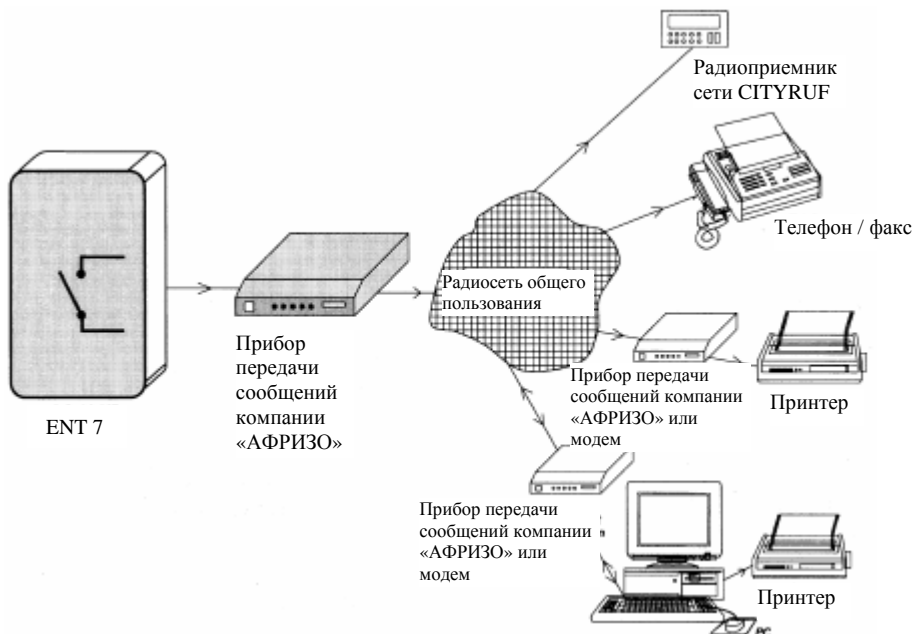 Радиоприемник
сети CITYRUF
Телефон / факс
Радиосеть общего
пользования
Прибор
передачи
сообщений
компании
«АФРИЗО»
ENT 7
Прибор передачи
сообщений компании
«АФРИЗО» или
модем
Принтер
Прибор передачи
сообщений компании
«АФРИЗО» или
модем
Принтер
PC